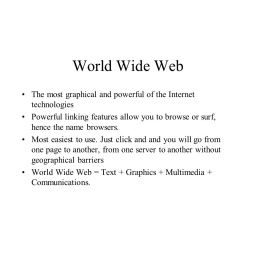 World Wide Web
• The most graphical and powerful of the Internet
technologies
• Powerful linking features allow you to browse or surf,
hence the name browsers.
• Most easiest to use. Just click and and you will go from
one page to another, from one server to another without
geographical barriers
• World Wide Web = Text + Graphics + Multimedia +
Communications.